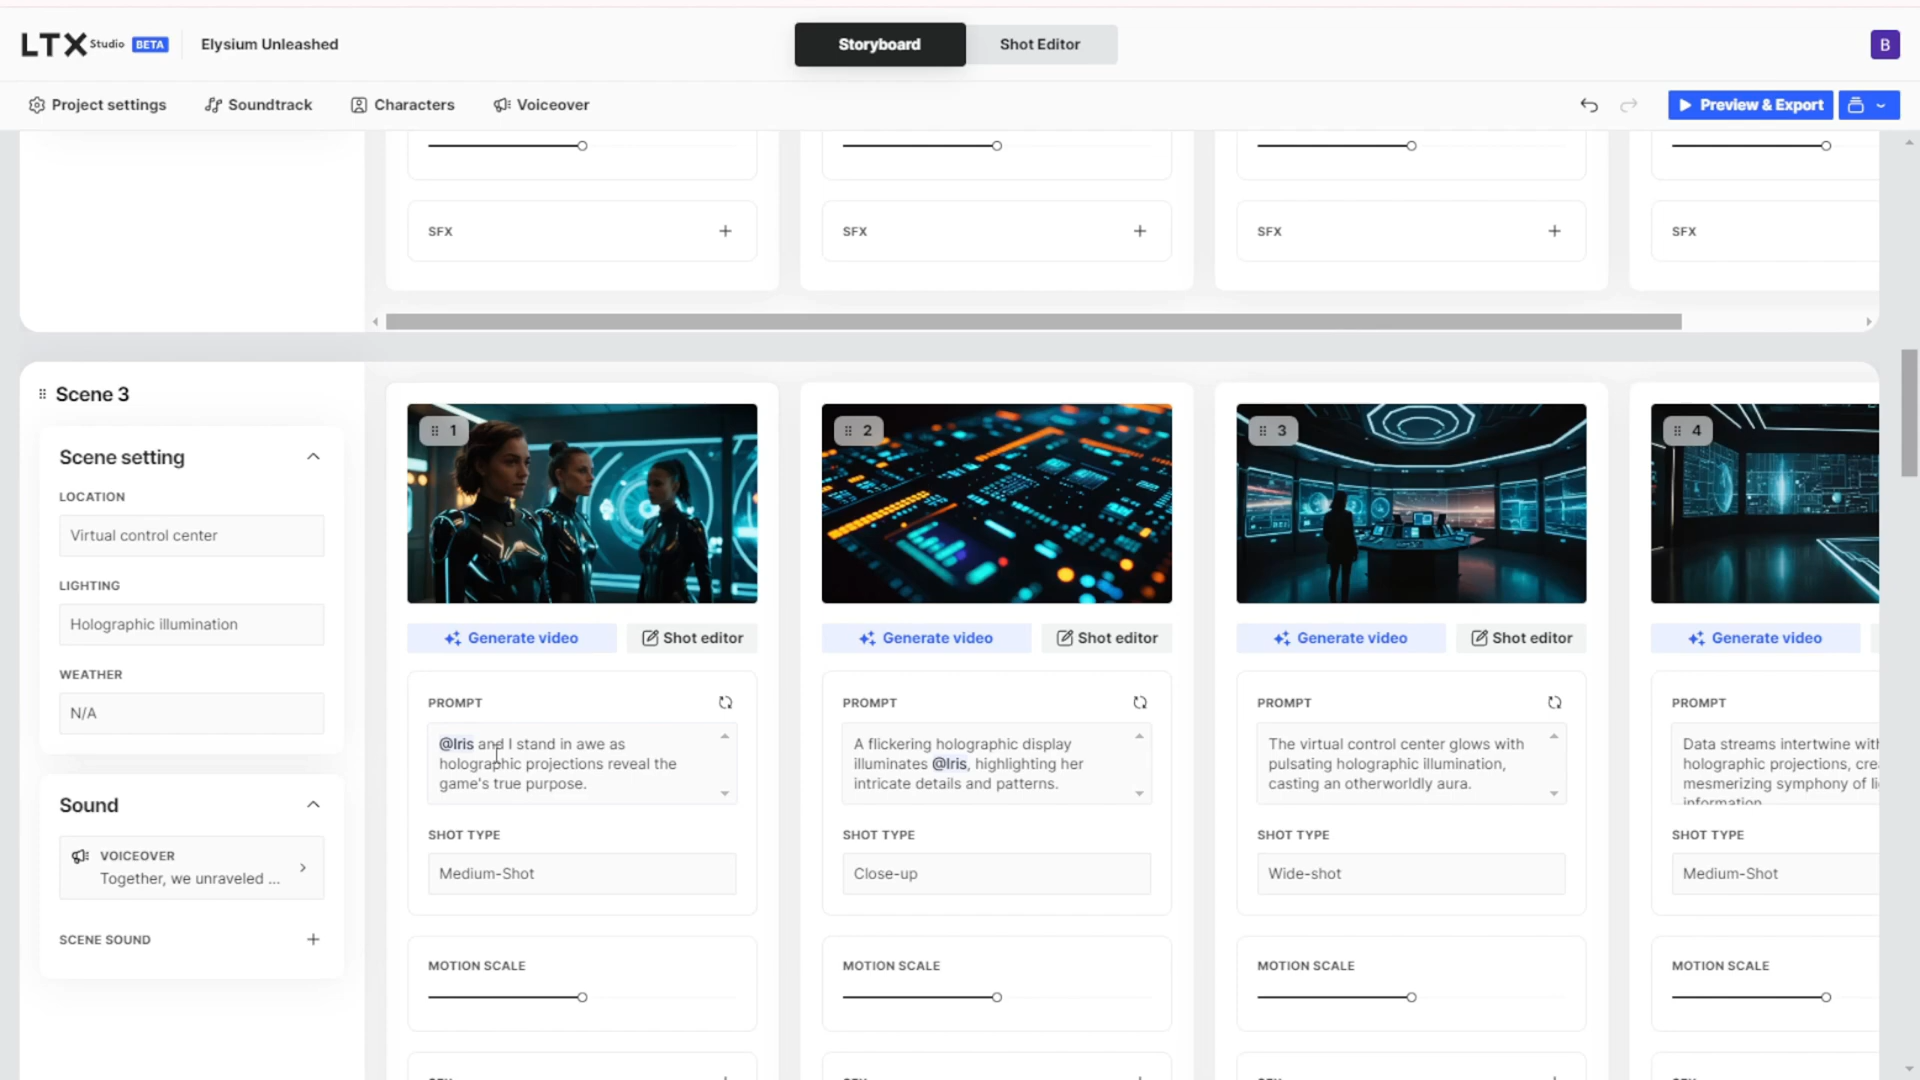 LTX Studio BETA Elysium Unleashed Storyboard Shot Editor B
Project settings Soundtrack Characters Voiceover Preview & Export
SFX SFX SFX SFX
Scene 3
Scene setting
LOCATION
Virtual control center
LIGHTING
Holographic illumination
WEATHER
N/A
Sound
VOICEOVER
Together, we unraveled ...
SCENE SOUND
1
Generate video Shot editor
PROMPT
@Iris and I stand in awe as
holographic projections reveal the
game's true purpose.
SHOT TYPE
Medium-Shot
MOTION SCALE
2
Generate video Shot editor
PROMPT
A flickering holographic display
illuminates @Iris, highlighting her
intricate details and patterns.
SHOT TYPE
Close-up
MOTION SCALE
3
Generate video Shot editor
PROMPT
The virtual control center glows with
pulsating holographic illumination,
casting an otherworldly aura.
SHOT TYPE
Wide-shot
MOTION SCALE
4
Generate video
PROMPT
Data streams intertwine with
holographic projections, cre
mesmerizing symphony of li
information
SHOT TYPE
Medium-Shot
MOTION SCALE